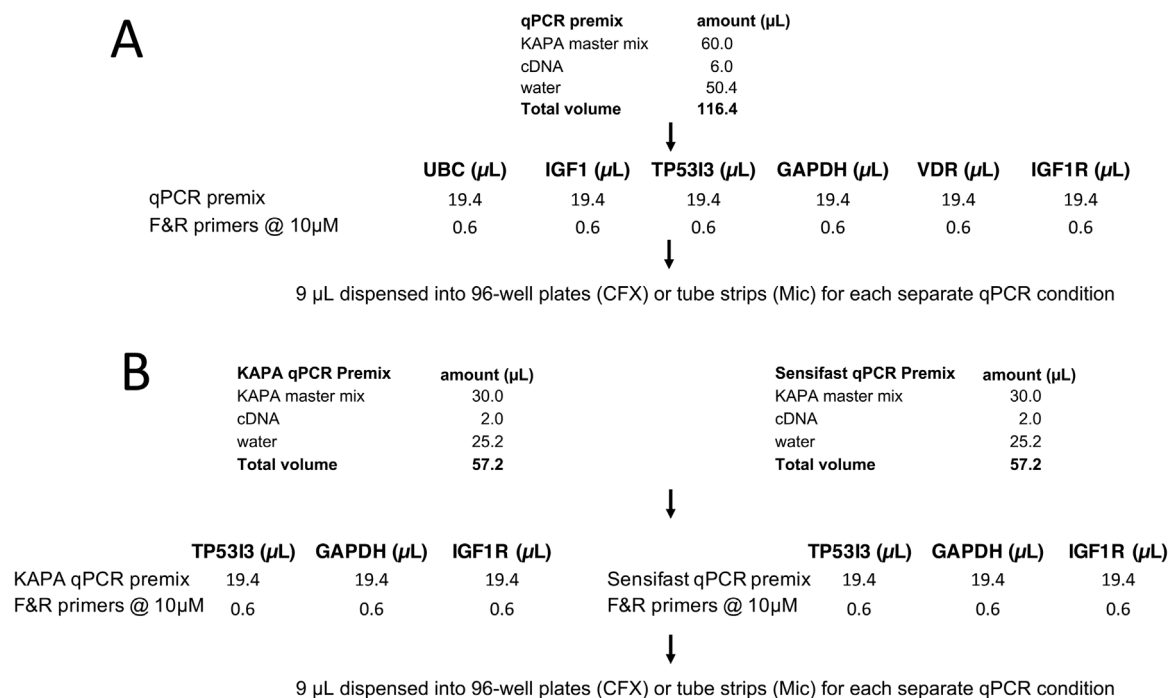 A
qPCR premix amount (µL)
KAPA master mix 60.0
cDNA 6.0
water 50.4
Total volume 116.4
UBC (µL) IGF1 (µL) TP53I3 (µL) GAPDH (µL) VDR (µL) IGF1R (µL)
qPCR premix 19.4 19.4 19.4 19.4 19.4 19.4
F&R primers @ 10µM 0.6 0.6 0.6 0.6 0.6 0.6
9 µL dispensed into 96-well plates (CFX) or tube strips (Mic) for each separate qPCR condition
B
KAPA qPCR Premix amount (µL) Sensifast qPCR Premix amount (µL)
KAPA master mix 30.0 KAPA master mix 30.0
cDNA 2.0 cDNA 2.0
water 25.2 water 25.2
Total volume 57.2 Total volume 57.2
TP53I3 (µL) GAPDH (µL) IGF1R (µL) TP53I3 (µL) GAPDH (µL) IGF1R (µL)
KAPA qPCR premix 19.4 19.4 19.4 Sensifast qPCR premix 19.4 19.4 19.4
F&R primers @ 10µM 0.6 0.6 0.6 F&R primers @ 10µM 0.6 0.6 0.6
9 µL dispensed into 96-well plates (CFX) or tube strips (Mic) for each separate qPCR condition